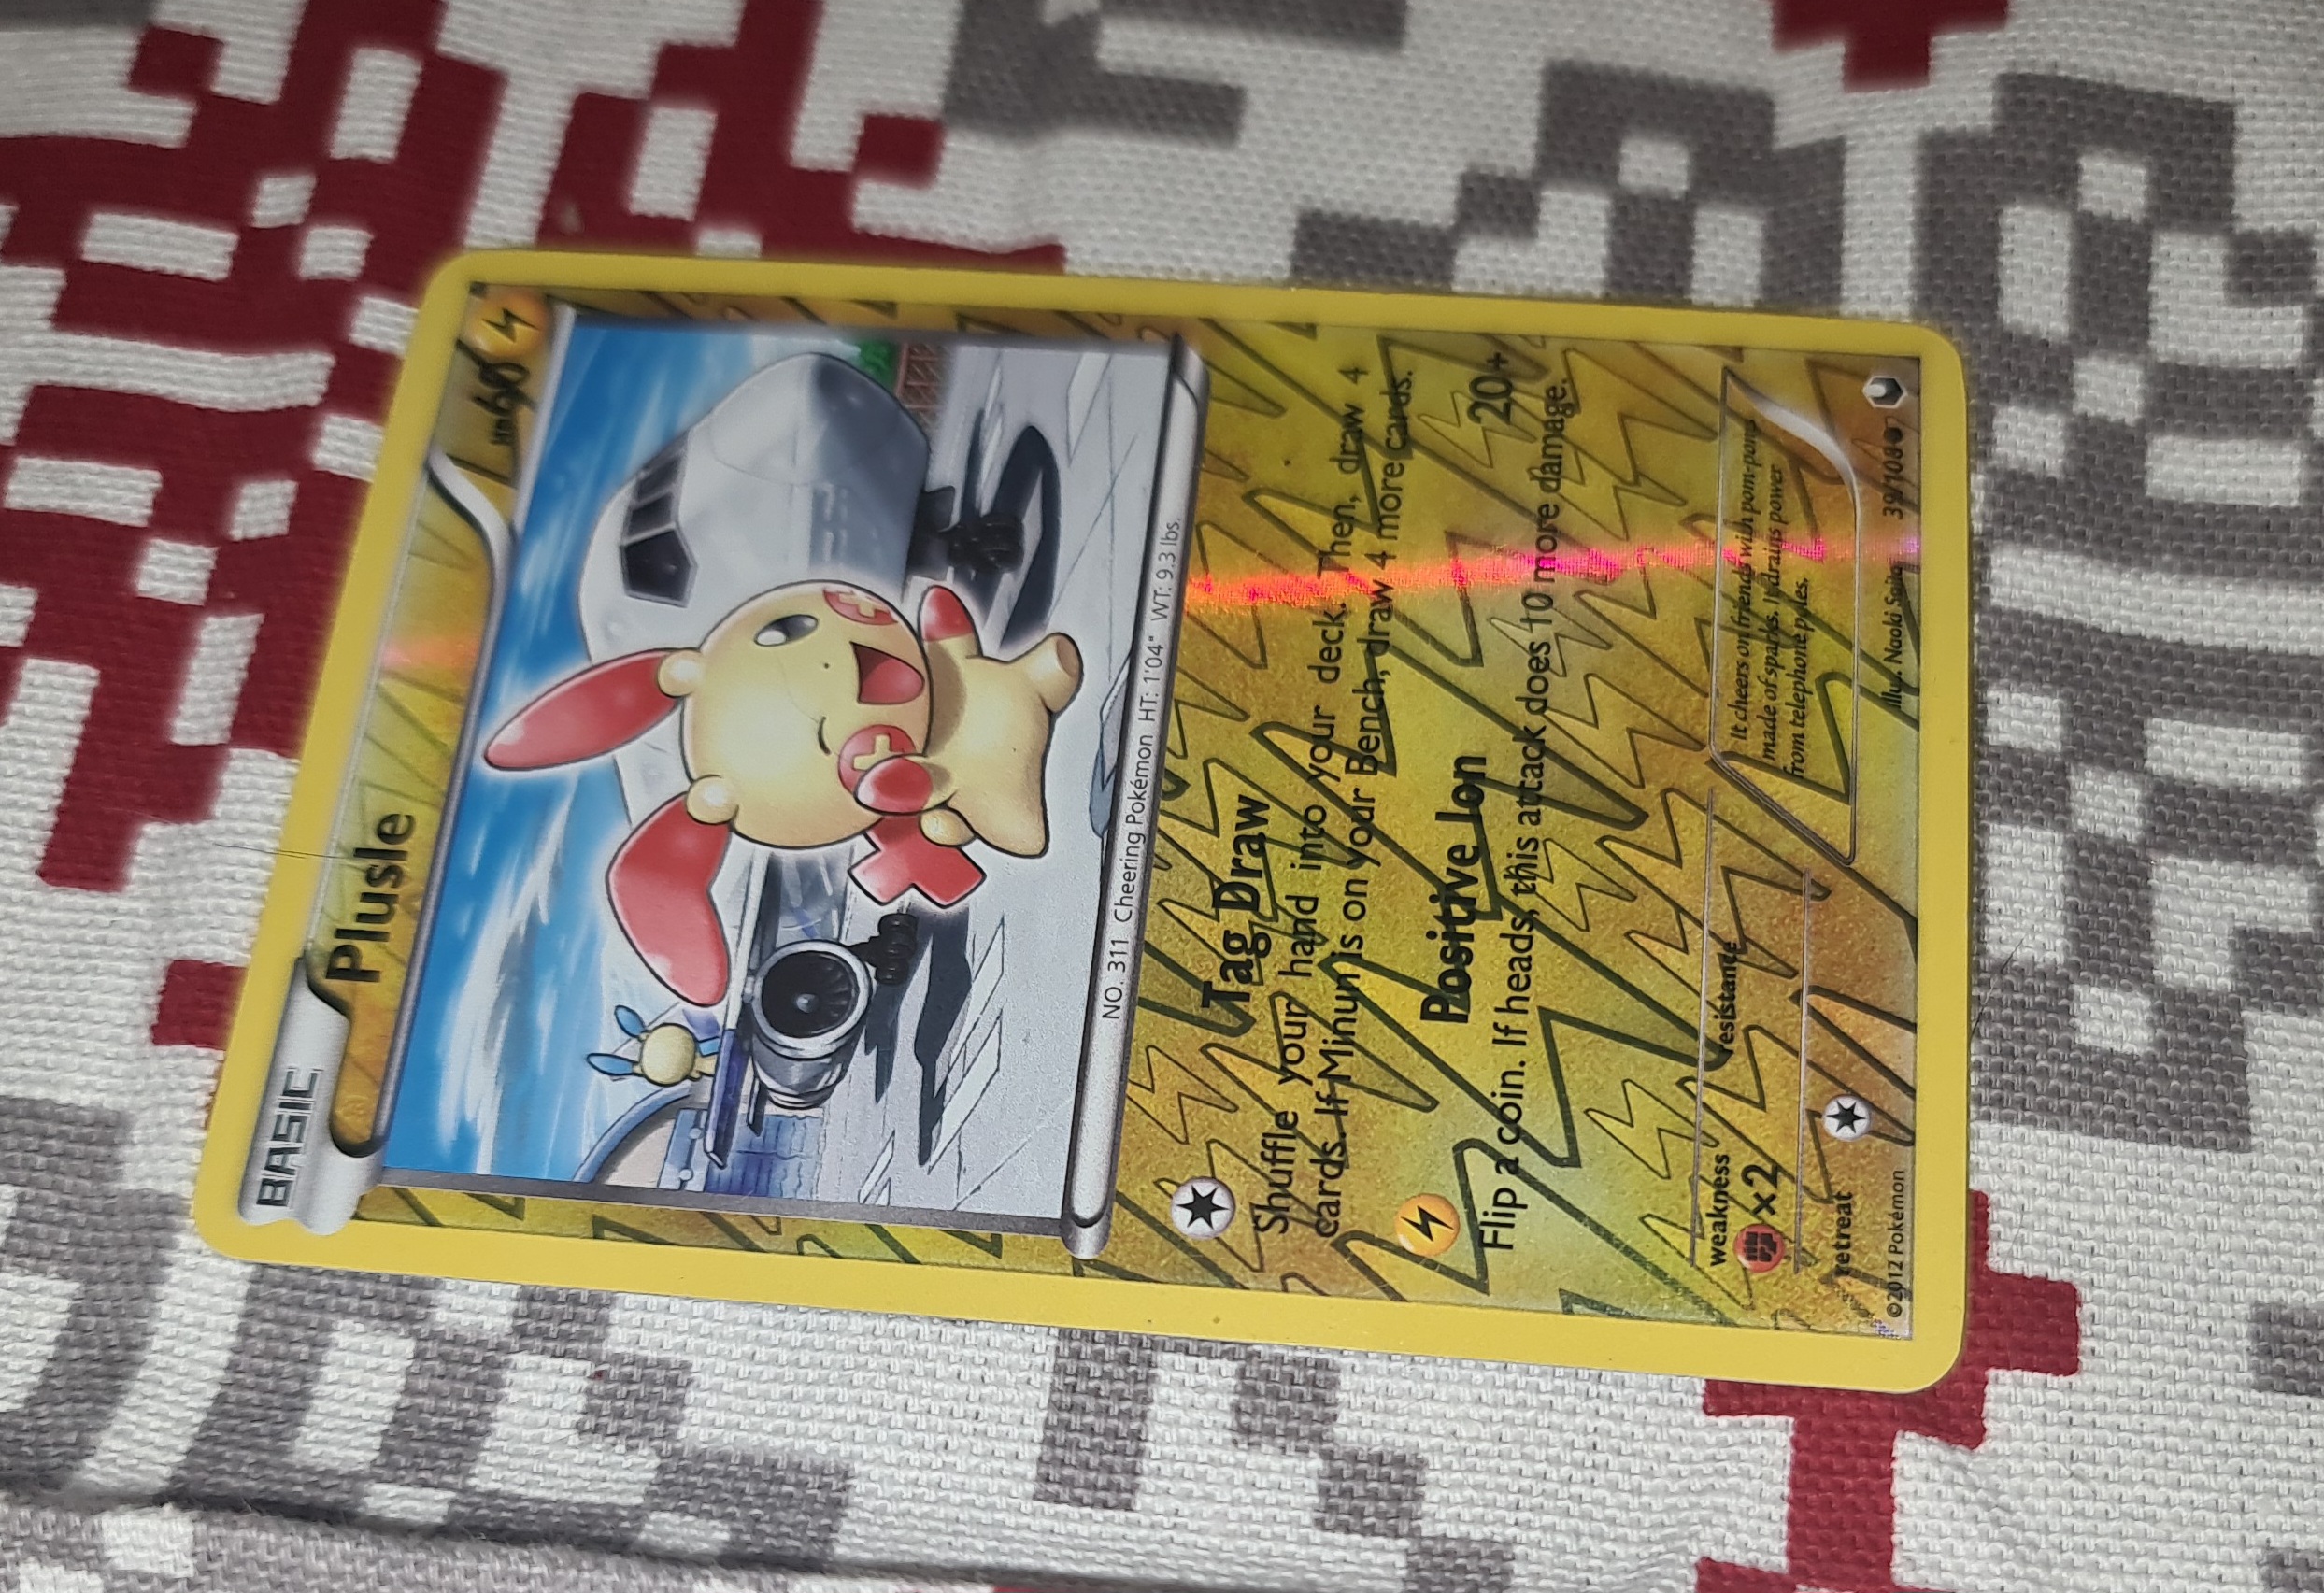 BASIC
Plusle
HP60
NO. 311 Cheering Pokémon HT: 1'04" WT: 9.3 lbs.
Tag Draw
Shuffle your hand into your deck. Then, draw 4
cards. If Minun is on your Bench, draw 4 more cards.
Positive Ion 20+
Flip a coin. If heads, this attack does 10 more damage.
weakness
×2
resistance
retreat
It cheers on friends with pom-poms
made of sparks. It drains power
from telephone poles.
©2012 Pokémon
Illus. Naoki Saito
39/108